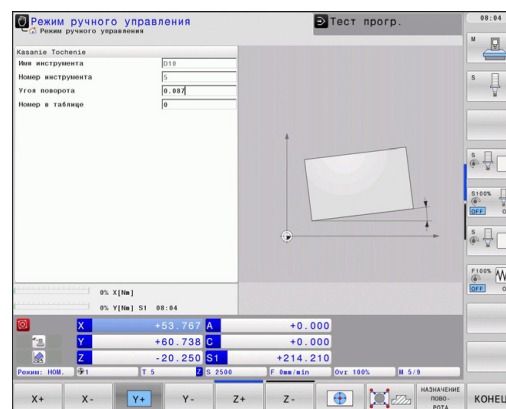 Режим ручного управления
Режим ручного управления
Тест прогр.
08:04
Kasanie Tochenie
Имя инструмента D10
Номер инструмента 5
Угол поворота 0.087
Номер в таблице 0
0% X[Nm]
0% Y[Nm] S1 08:04
X +53.767 A +0.000
Y +60.738 C +0.000
Z -20.250 S1 +214.210
Режим: НОМ. 1 T 5 Z S 2500 F 0mm/min Ovr 100% M 5/9
M
S
S
S100%
OFF
S
F100%
OFF
X+ X- Y+ Y- Z+ Z- НАЗНАЧЕНИЕ ПОВО- РОТА КОНЕЦ